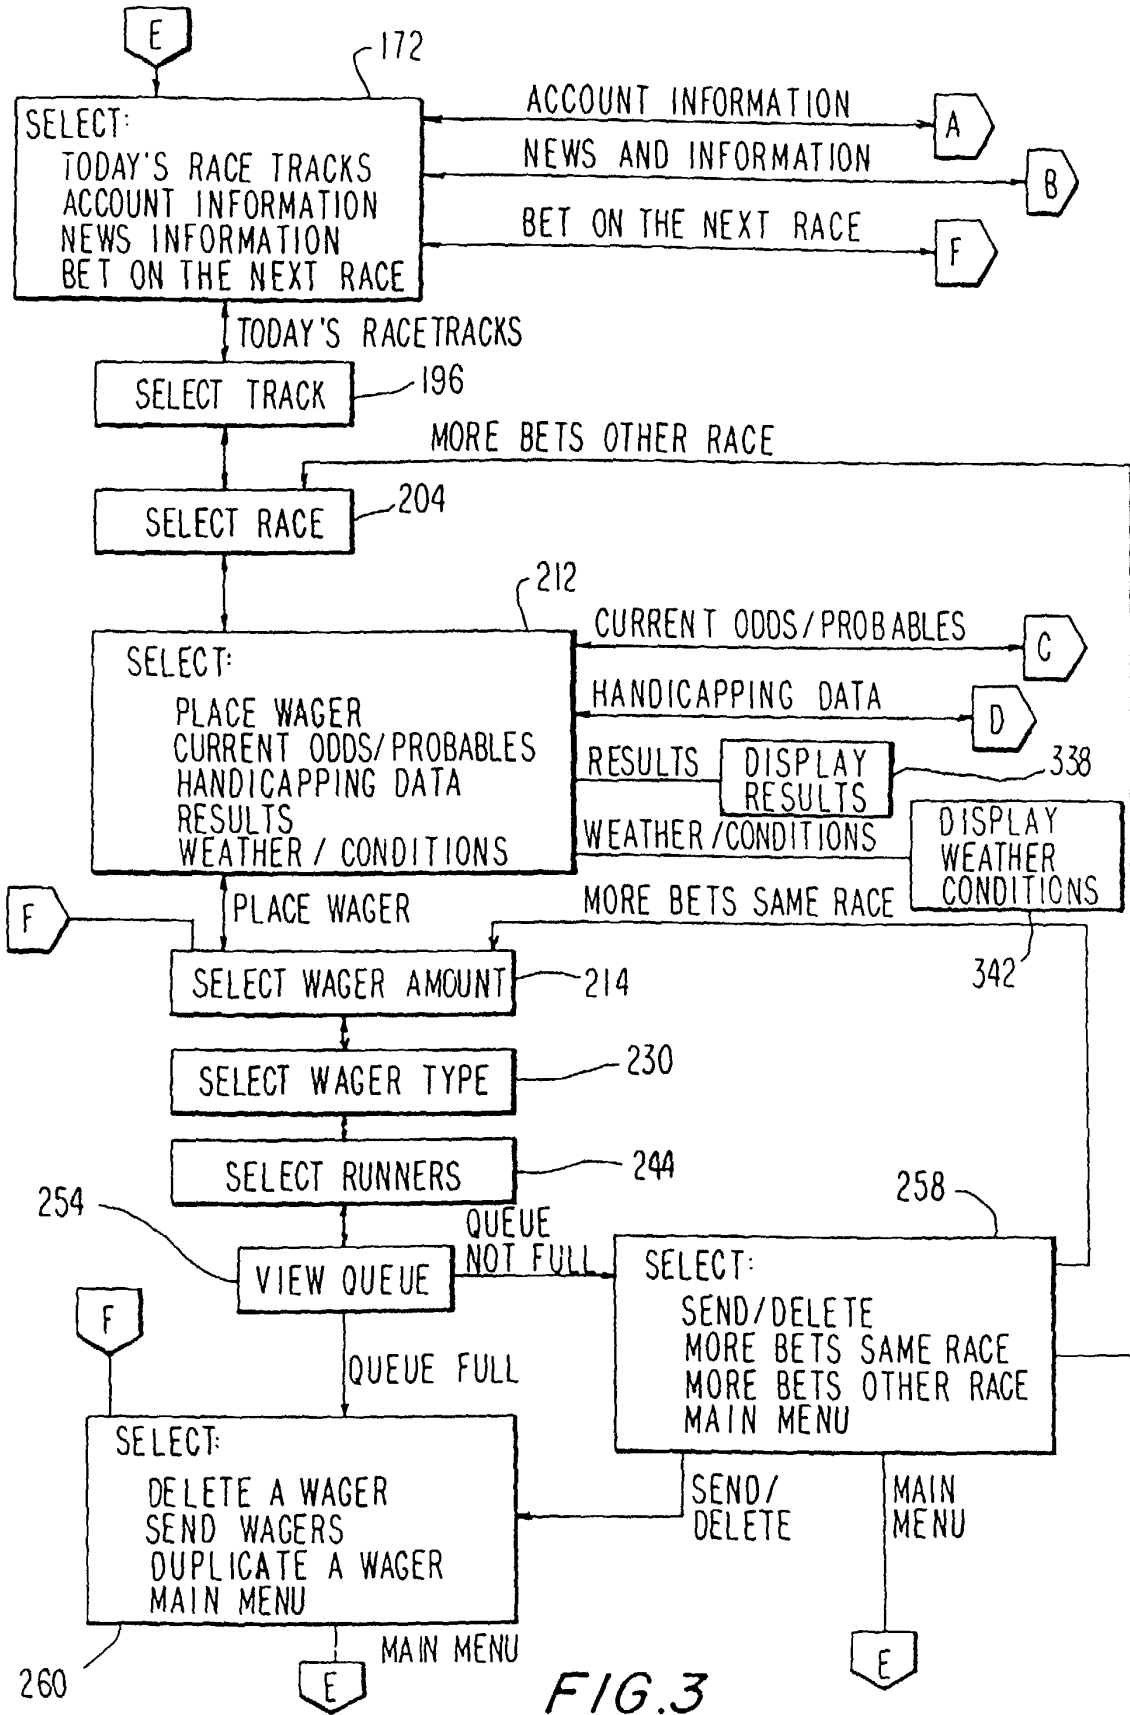 E
172
SELECT:
TODAY'S RACE TRACKS
ACCOUNT INFORMATION
NEWS INFORMATION
BET ON THE NEXT RACE
ACCOUNT INFORMATION
A
NEWS AND INFORMATION
B
BET ON THE NEXT RACE
F
TODAY'S RACETRACKS
SELECT TRACK
196
MORE BETS OTHER RACE
SELECT RACE
204
212
SELECT:
PLACE WAGER
CURRENT ODDS/PROBABLES
HANDICAPPING DATA
RESULTS
WEATHER / CONDITIONS
CURRENT ODDS/PROBABLES
C
HANDICAPPING DATA
D
RESULTS
DISPLAY
RESULTS
338
WEATHER/CONDITIONS
DISPLAY
WEATHER
CONDITIONS
342
F
PLACE WAGER
MORE BETS SAME RACE
SELECT WAGER AMOUNT
214
SELECT WAGER TYPE
230
SELECT RUNNERS
244
254
VIEW QUEUE
QUEUE
NOT FULL
258
SELECT:
SEND/DELETE
MORE BETS SAME RACE
MORE BETS OTHER RACE
MAIN MENU
F
QUEUE FULL
SELECT:
DELETE A WAGER
SEND WAGERS
DUPLICATE A WAGER
MAIN MENU
SEND/
DELETE
MAIN
MENU
260
MAIN MENU
E
E
FIG.3